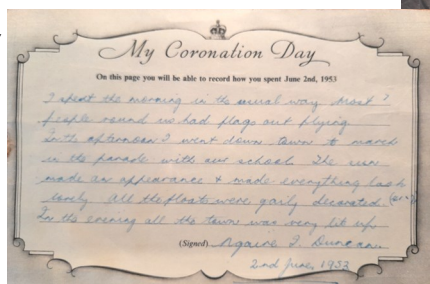 My Coronation Day
On this page you will be able to record how you spent June 2nd, 1953
I spent the morning in the usual way. Most
people round us had flags out flying.
In the afternoon I went down town to march
in the parade with our school. The sun
made an appearance & made everything look
lovely. All the floats were gaily decorated.
In the evening all the town was very lit up.
(Signed) J. Duncan
2nd June, 1953